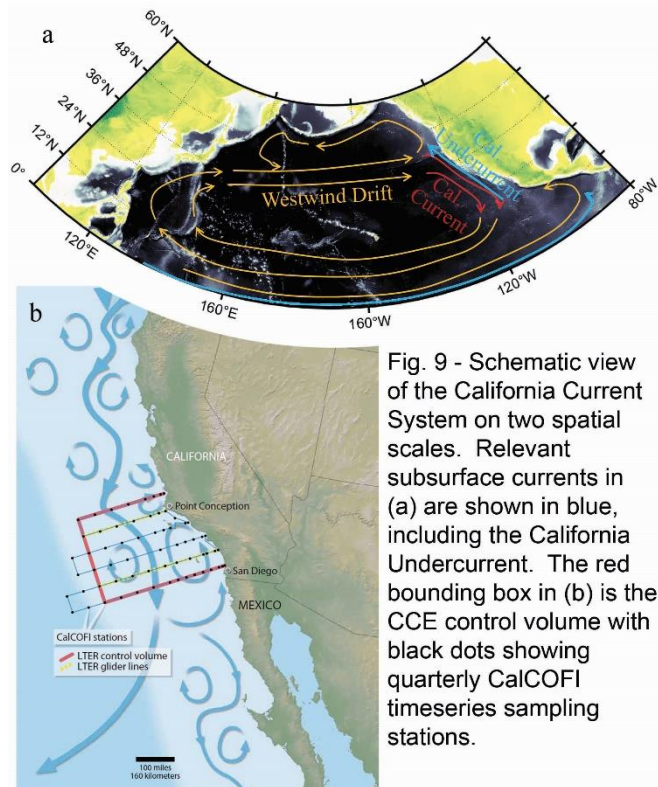 a
60°N
48°N
36°N
24°N
12°N
0°
120°E
160°E
160°W
120°W
80°W
Westwind Drift
Cal
Undercurrent
Cal.
Current
b
CALIFORNIA
Point Conception
San Diego
MEXICO
CalCOFI
stations
LTER control volume
LTER glider lines
100 miles
160 kilometers
Fig. 9 - Schematic view
of the California Current
System on two spatial
scales. Relevant
subsurface currents in
(a) are shown in blue,
including the California
Undercurrent. The red
bounding box in (b) is the
CCE control volume with
black dots showing
quarterly CalCOFI
timeseries sampling
stations.